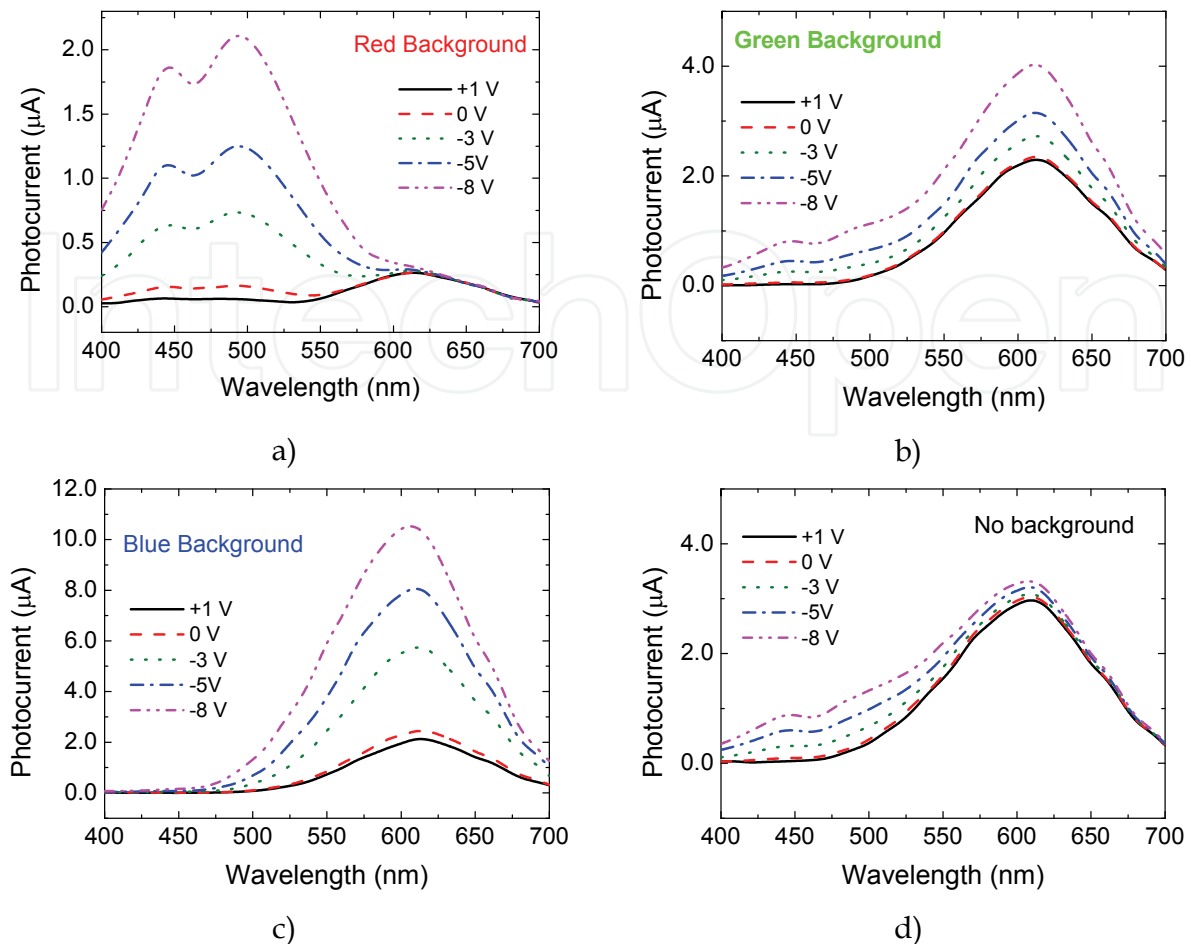 Red Background
+1 V
0 V
-3 V
-5V
-8 V
2.0
1.5
1.0
0.5
0.0
Photocurrent (µA)
400 450 500 550 600 650 700
Wavelength (nm)
a)
Green Background
+1 V
0 V
-3 V
-5V
-8 V
4.0
2.0
0.0
Photocurrent (µA)
400 450 500 550 600 650 700
Wavelength (nm)
b)
Blue Background
+1 V
0 V
-3 V
-5V
-8 V
12.0
10.0
8.0
6.0
4.0
2.0
0.0
Photocurrent (µA)
400 450 500 550 600 650 700
Wavelength (nm)
c)
No background
+1 V
0 V
-3 V
-5V
-8 V
4.0
2.0
0.0
Photocurrent (µA)
400 450 500 550 600 650 700
Wavelength (nm)
d)
IntechOpen